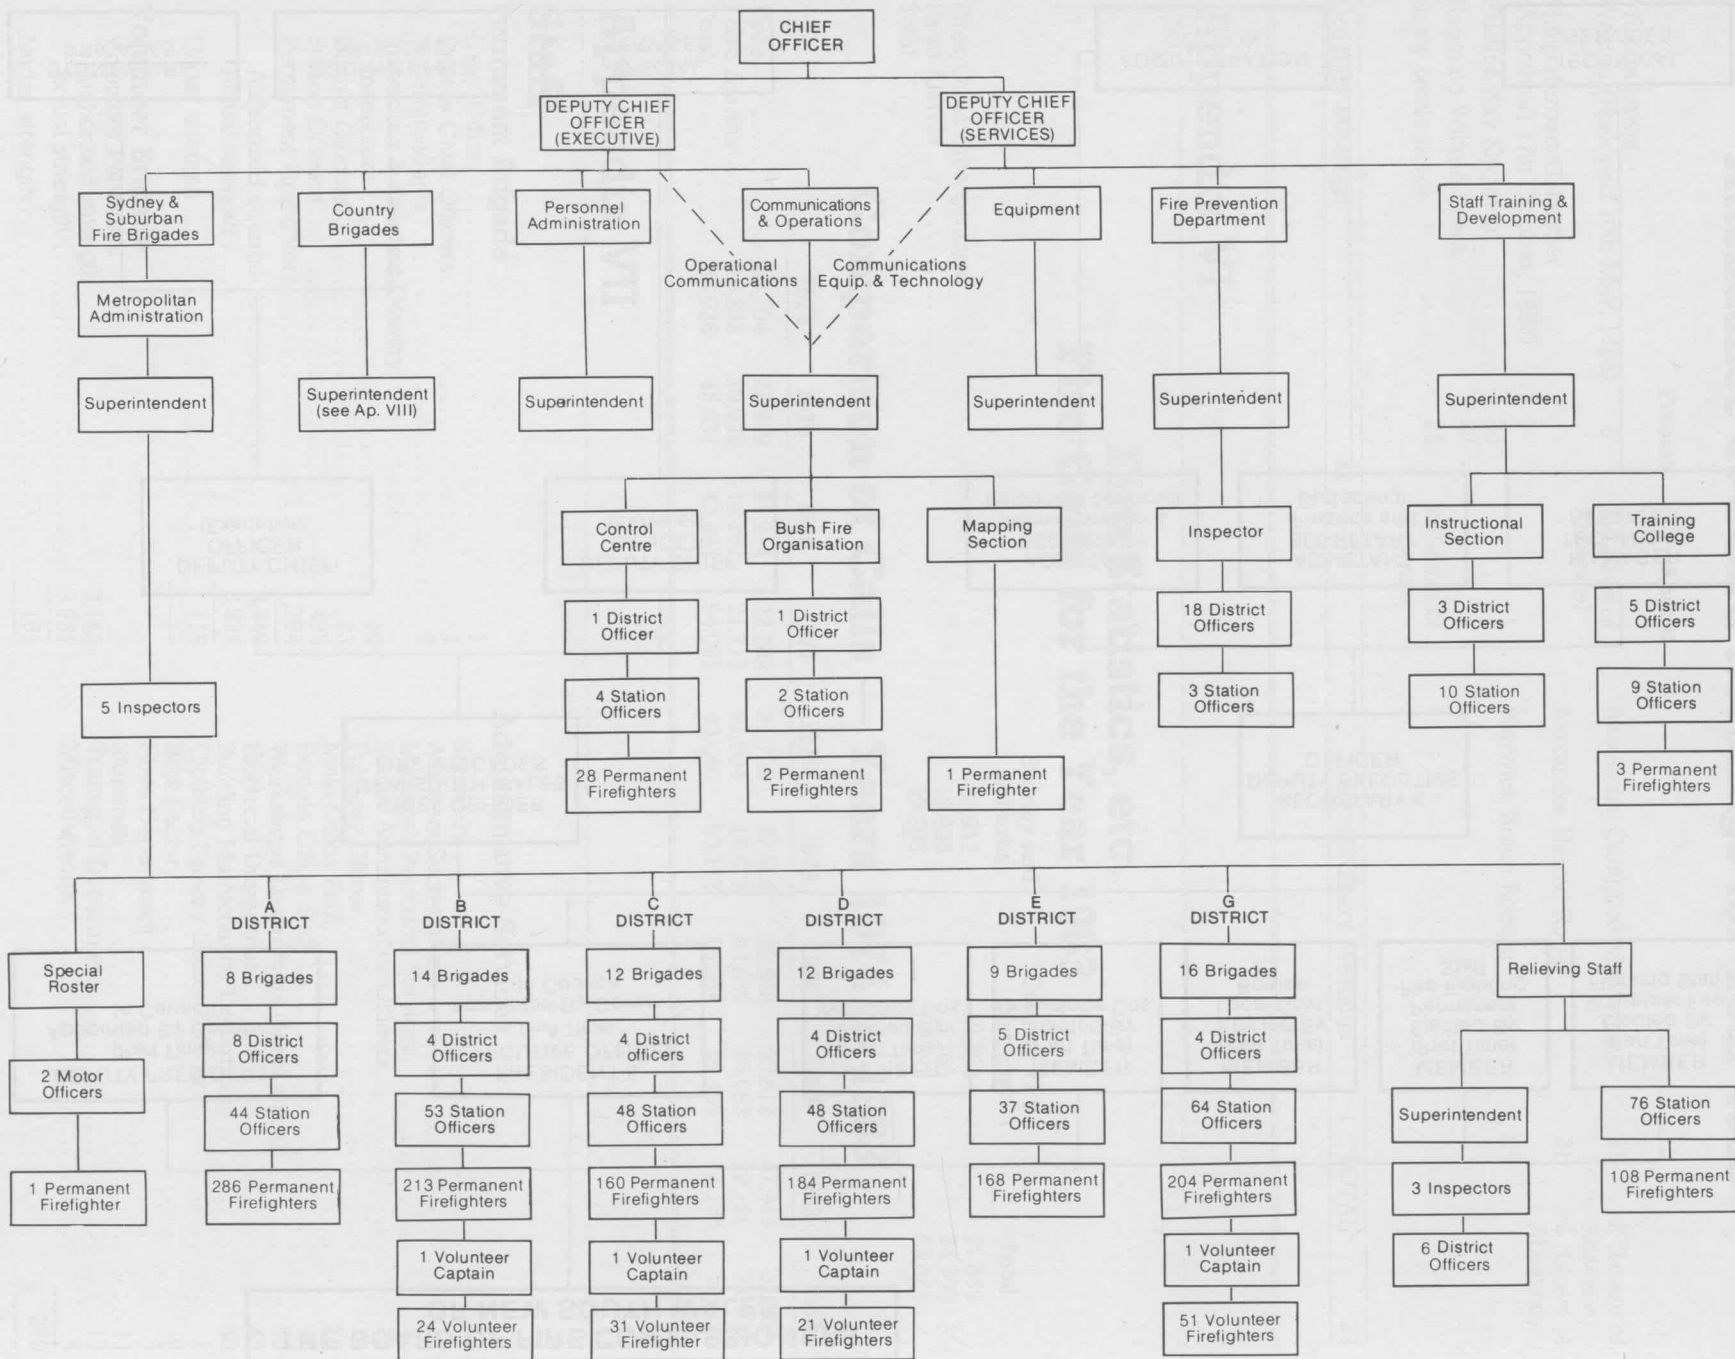 CHIEF
OFFICER
DEPUTY CHIEF
OFFICER
(EXECUTIVE)
DEPUTY CHIEF
OFFICER
(SERVICES)
Sydney &
Suburban
Fire Brigades
Country
Brigades
Personnel
Administration
Communications
& Operations
Equipment
Fire Prevention
Department
Staff Training &
Development
Operational
Communications
Communications
Equip. & Technology
Metropolitan
Administration
Superintendent
Superintendent
(see Ap. VIII)
Superintendent
Superintendent
Superintendent
Superintendent
Superintendent
Control
Centre
Bush Fire
Organisation
Mapping
Section
Inspector
Instructional
Section
Training
College
1 District
Officer
1 District
Officer
18 District
Officers
3 District
Officers
5 District
Officers
4 Station
Officers
2 Station
Officers
3 Station
Officers
10 Station
Officers
9 Station
Officers
28 Permanent
Firefighters
2 Permanent
Firefighters
1 Permanent
Firefighter
3 Permanent
Firefighters
5 Inspectors
A
DISTRICT
B
DISTRICT
C
DISTRICT
D
DISTRICT
E
DISTRICT
G
DISTRICT
Special
Roster
8 Brigades
14 Brigades
12 Brigades
12 Brigades
9 Brigades
16 Brigades
Relieving Staff
2 Motor
Officers
8 District
Officers
4 District
Officers
4 District
officers
4 District
Officers
5 District
Officers
4 District
Officers
44 Station
Officers
53 Station
Officers
48 Station
Officers
48 Station
Officers
37 Station
Officers
64 Station
Officers
Superintendent
76 Station
Officers
1 Permanent
Firefighter
286 Permanent
Firefighters
213 Permanent
Firefighters
160 Permanent
Firefighters
184 Permanent
Firefighters
168 Permanent
Firefighters
204 Permanent
Firefighters
3 Inspectors
108 Permanent
Firefighters
1 Volunteer
Captain
1 Volunteer
Captain
1 Volunteer
Captain
1 Volunteer
Captain
6 District
Officers
24 Volunteer
Firefighters
31 Volunteer
Firefighter
21 Volunteer
Firefighters
51 Volunteer
Firefighters